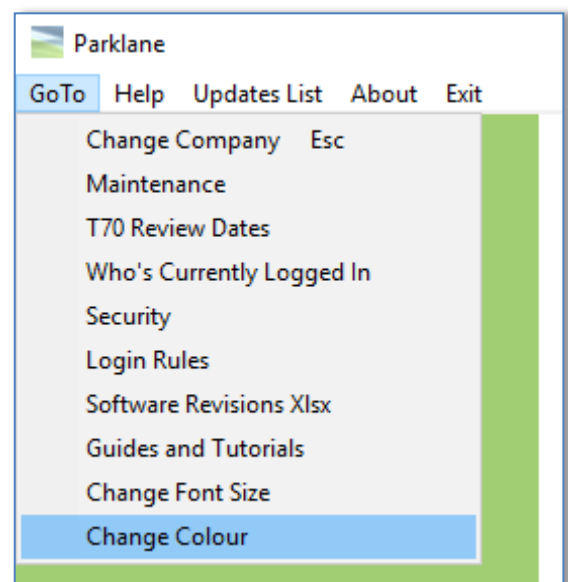 Parklane
GoTo Help Updates List About Exit
Change Company Esc
Maintenance
T70 Review Dates
Who's Currently Logged In
Security
Login Rules
Software Revisions Xlsx
Guides and Tutorials
Change Font Size
Change Colour